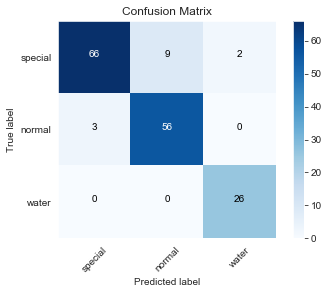 Confusion Matrix
special 66 9 2
normal 3 56 0
water 0 0 26
special normal water
True label
Predicted label
60
50
40
30
20
10
0